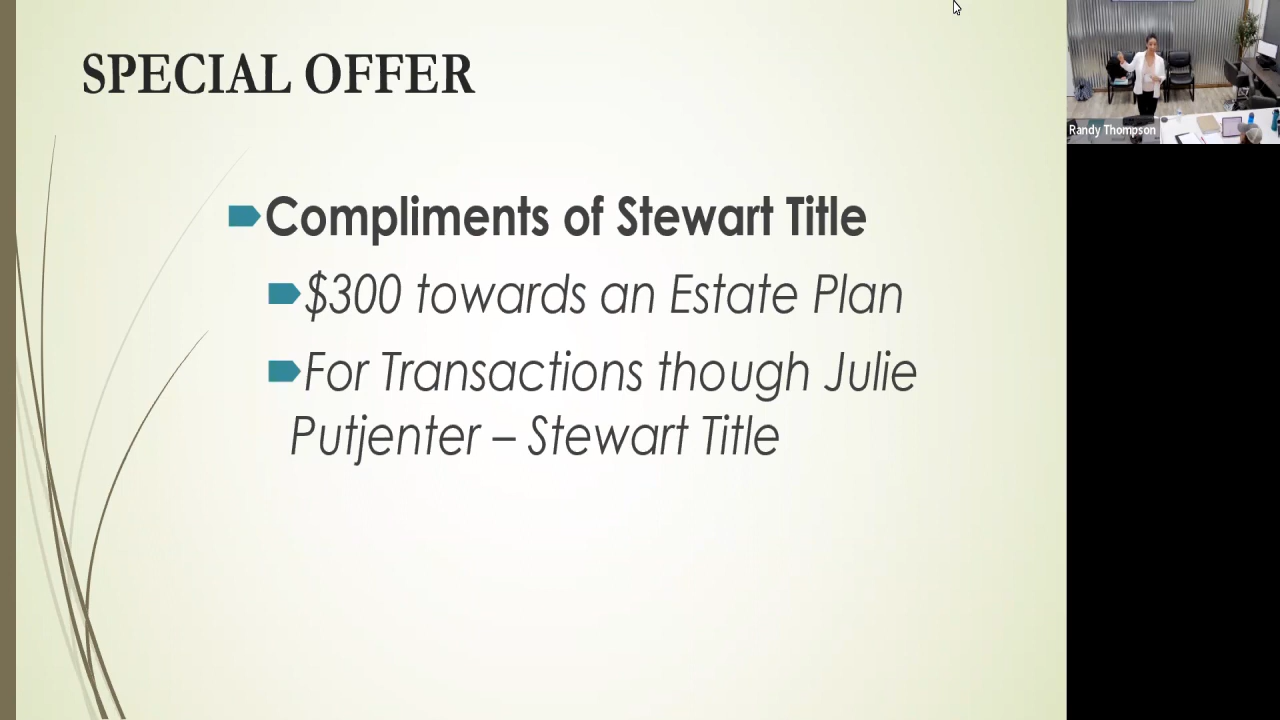 SPECIAL OFFER
Compliments of Stewart Title
$300 towards an Estate Plan
For Transactions though Julie
Putjenter – Stewart Title
Randy Thompson